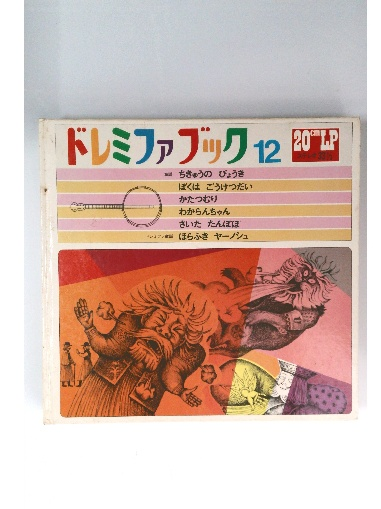 ドレミファブック 12
20cm LP
ちきゅうの びょうき
ぼくは ごうけつだい
かたつむり
わからんちゃん
さいた たんぽぽ
ほらふき ヤーノシュ